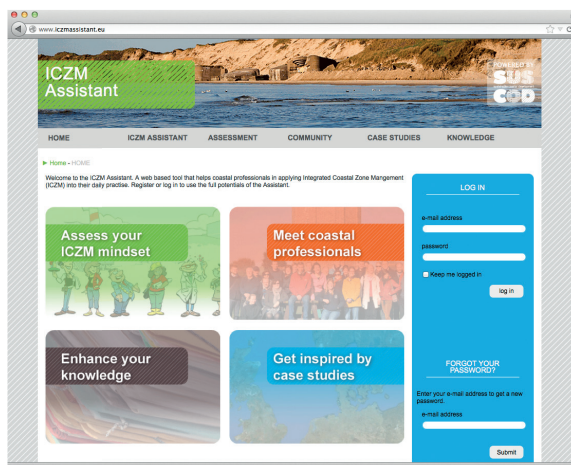 www.iczmassistant.eu
ICZM
Assistant
POWERED BY
SUS
COD
HOME ICZM ASSISTANT ASSESSMENT COMMUNITY CASE STUDIES KNOWLEDGE
Home - HOME
Welcome to the ICZM Assistant. A web based tool that helps coastal professionals in applying Integrated Coastal Zone Mangement
(ICZM) into their daily practise. Register or log in to use the full potentials of the Assistant.
Assess your
ICZM mindset
Meet coastal
professionals
Enhance your
knowledge
Get inspired by
case studies
LOG IN
e-mail address
password
Keep me logged in
log in
FORGOT YOUR
PASSWORD?
Enter your e-mail address to get a new
password.
e-mail address
Submit